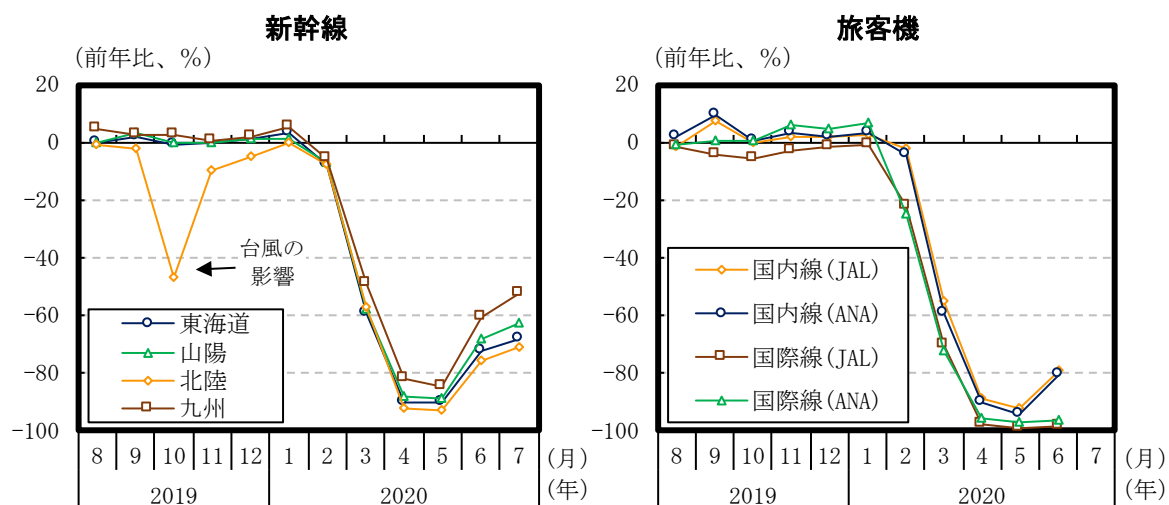 新幹線
(前年比、%)
20
0
-20
-40
-60
-80
-100
台風の
影響
東海道
山陽
北陸
九州
8 9 10 11 12 1 2 3 4 5 6 7 (月)
2019 2020 (年)
旅客機
(前年比、%)
20
0
-20
-40
-60
-80
-100
国内線(JAL)
国内線(ANA)
国際線(JAL)
国際線(ANA)
8 9 10 11 12 1 2 3 4 5 6 7 (月)
2019 2020 (年)